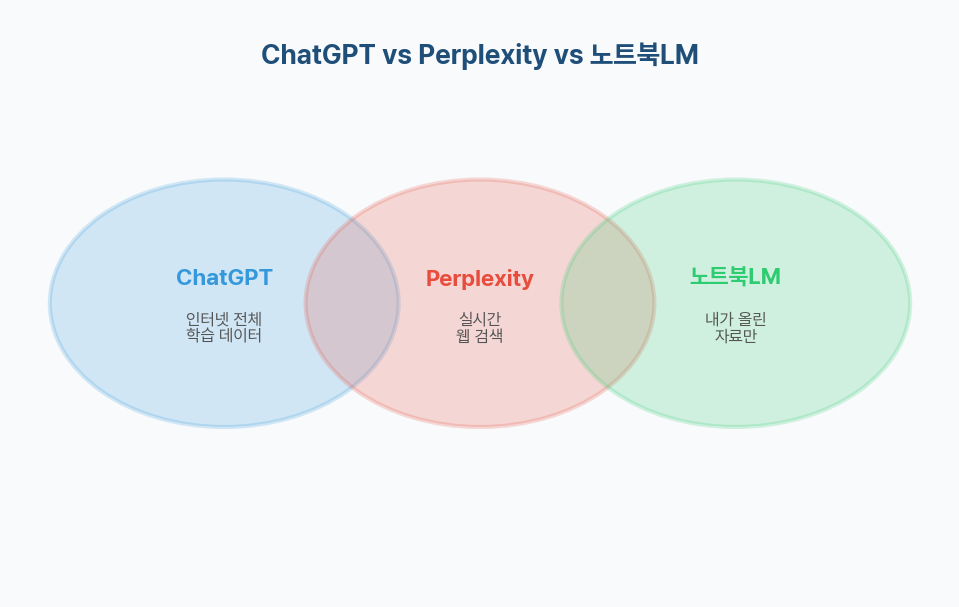 ChatGPT vs Perplexity vs 노트북LM
ChatGPT
인터넷 전체
학습 데이터
Perplexity
실시간
웹 검색
노트북LM
내가 올린
자료만